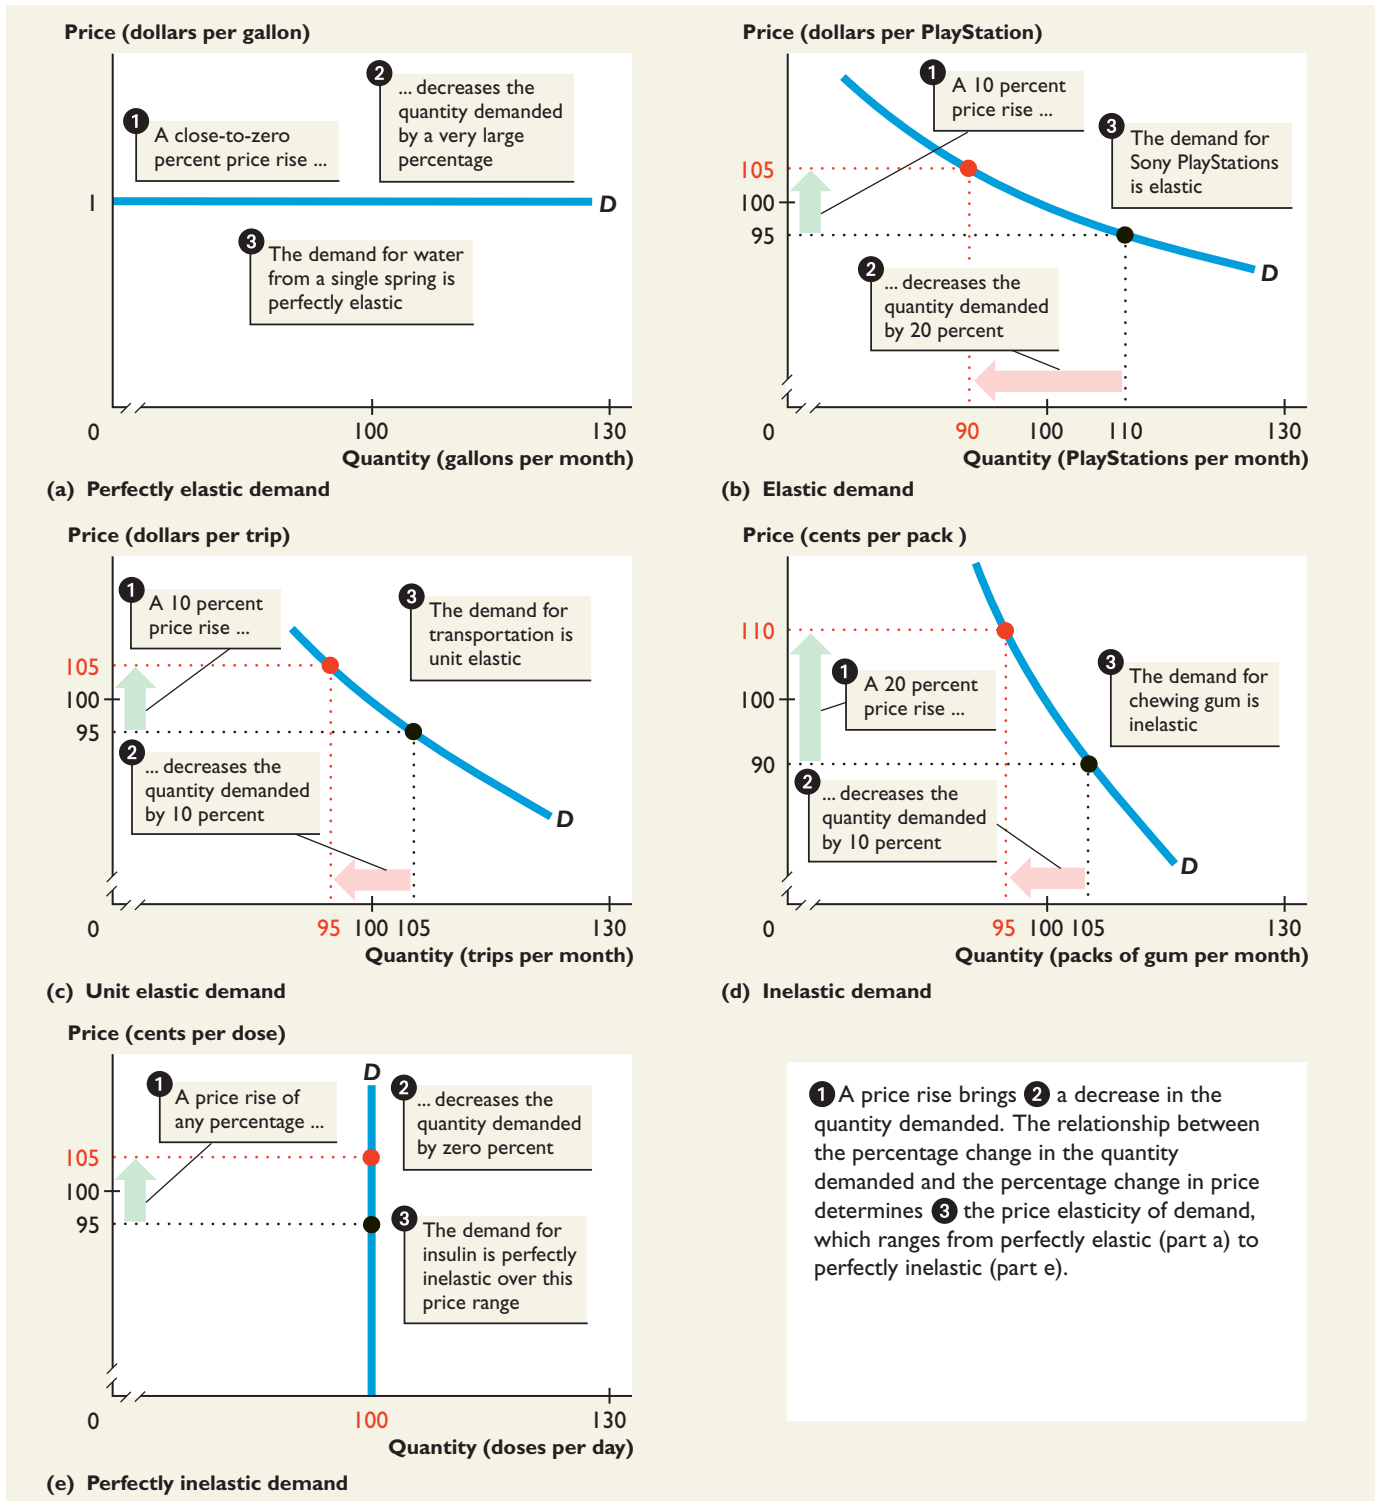 Price (dollars per gallon)
1
A close-to-zero
percent price rise ...
2
... decreases the
quantity demanded
by a very large
percentage
1
D
3
The demand for water
from a single spring is
perfectly elastic
0
100
130
Quantity (gallons per month)
(a) Perfectly elastic demand
Price (dollars per PlayStation)
1
A 10 percent
price rise ...
3
The demand for
Sony PlayStations
is elastic
105
100
95
2
... decreases the
quantity demanded
by 20 percent
D
0
90
100
110
130
Quantity (PlayStations per month)
(b) Elastic demand
Price (dollars per trip)
1
A 10 percent
price rise ...
3
The demand for
transportation is
unit elastic
105
100
95
2
... decreases the
quantity demanded
by 10 percent
D
0
95
100
105
130
Quantity (trips per month)
(c) Unit elastic demand
Price (cents per pack )
110
1
A 20 percent
price rise ...
3
The demand for
chewing gum is
inelastic
100
90
2
... decreases the
quantity demanded
by 10 percent
D
0
95
100
105
130
Quantity (packs of gum per month)
(d) Inelastic demand
Price (cents per dose)
1
A price rise of
any percentage ...
D
2
... decreases the
quantity demanded
by zero percent
105
100
95
3
The demand for
insulin is perfectly
inelastic over this
price range
0
100
130
Quantity (doses per day)
(e) Perfectly inelastic demand
1 A price rise brings 2 a decrease in the
quantity demanded. The relationship between
the percentage change in the quantity
demanded and the percentage change in price
determines 3 the price elasticity of demand,
which ranges from perfectly elastic (part a) to
perfectly inelastic (part e).